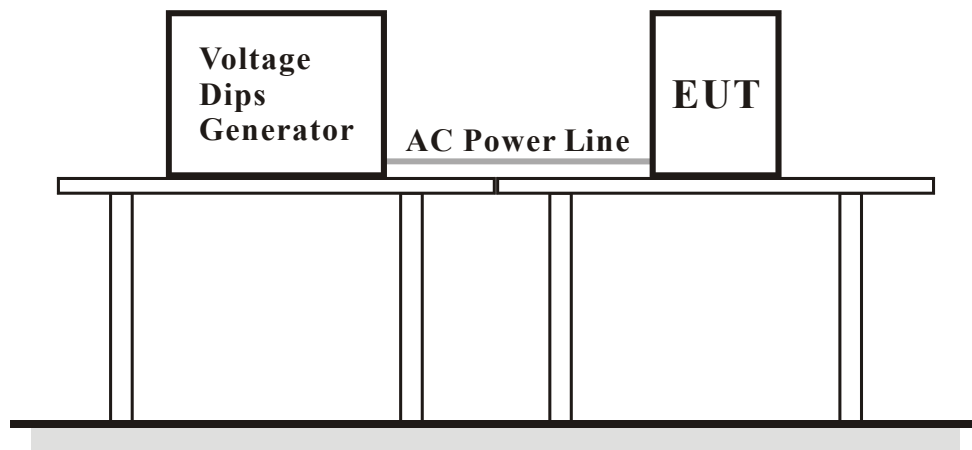 Voltage
Dips
Generator
EUT
AC Power Line